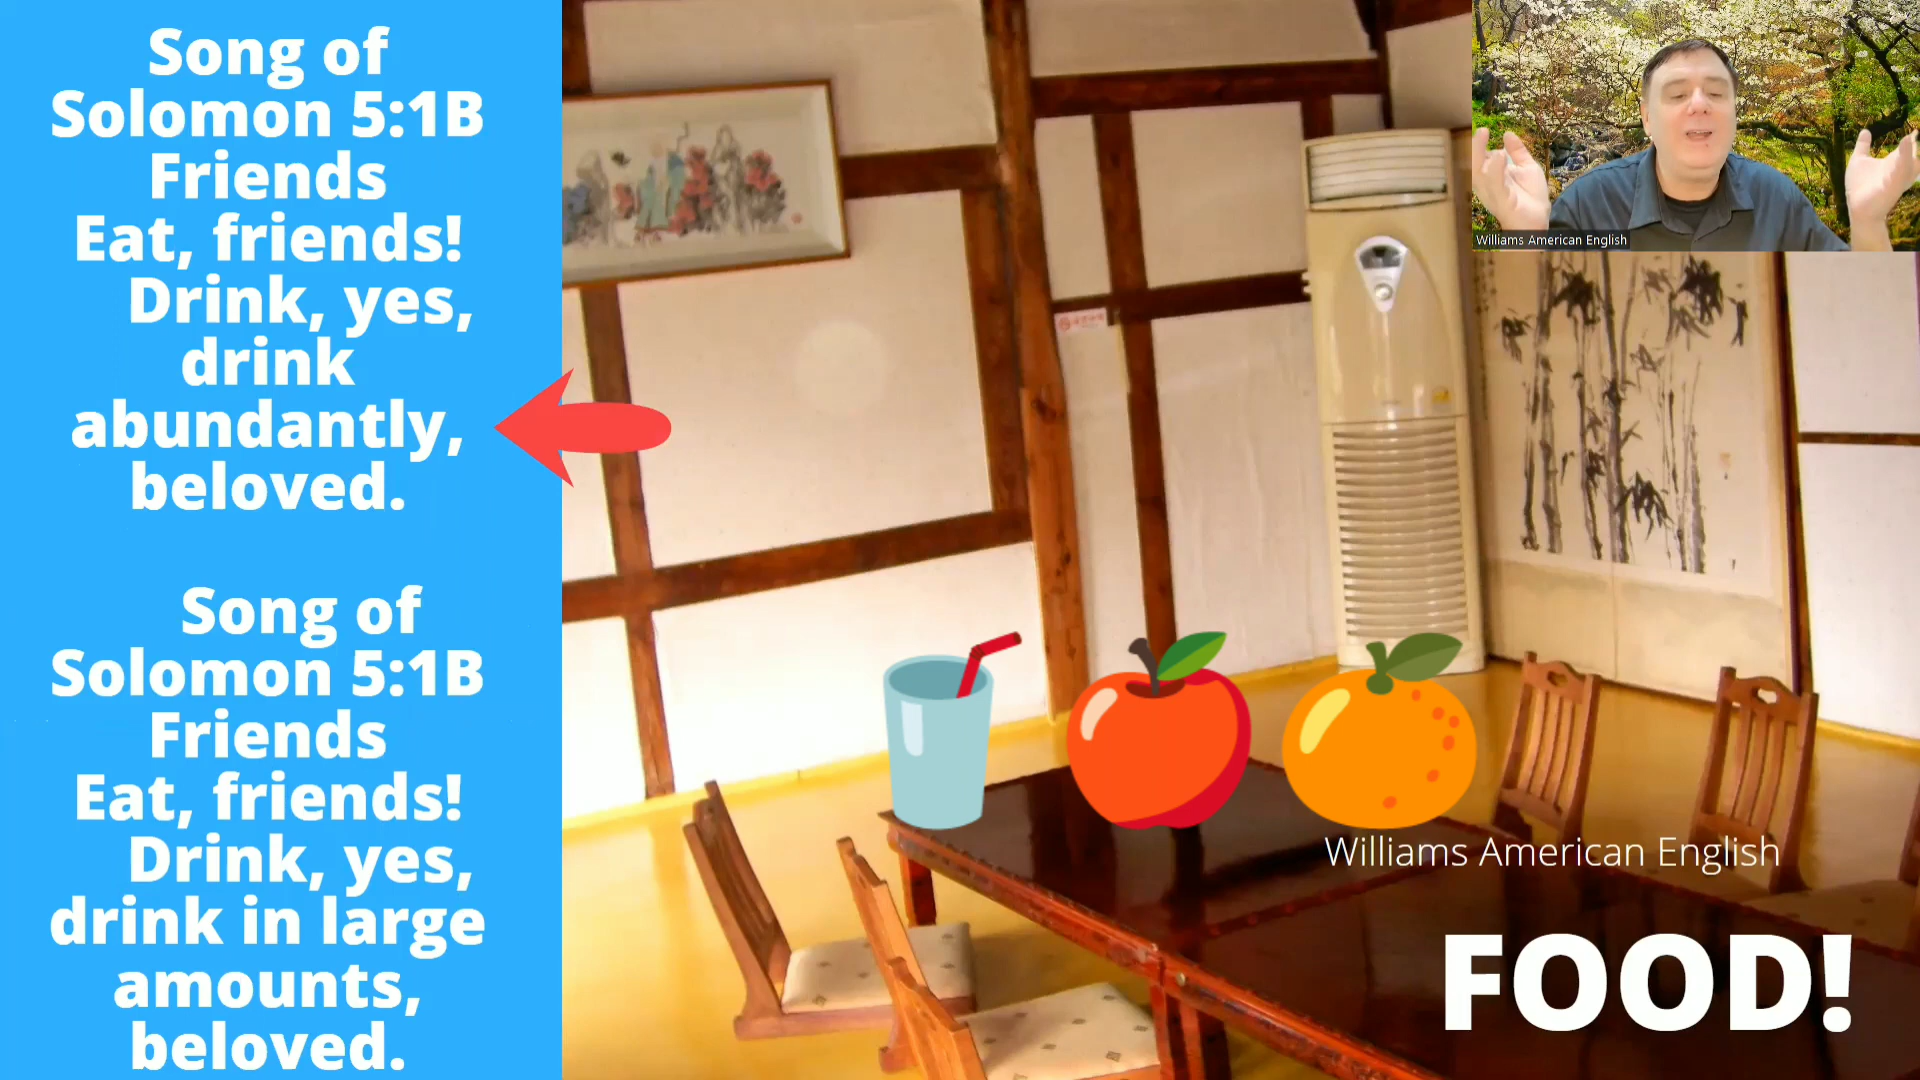 Song of
Solomon 5:1B
Friends
Eat, friends!
Drink, yes,
drink
abundantly,
beloved.
Song of
Solomon 5:1B
Friends
Eat, friends!
Drink, yes,
drink in large
amounts,
beloved.
Williams American English
Williams American English
FOOD!